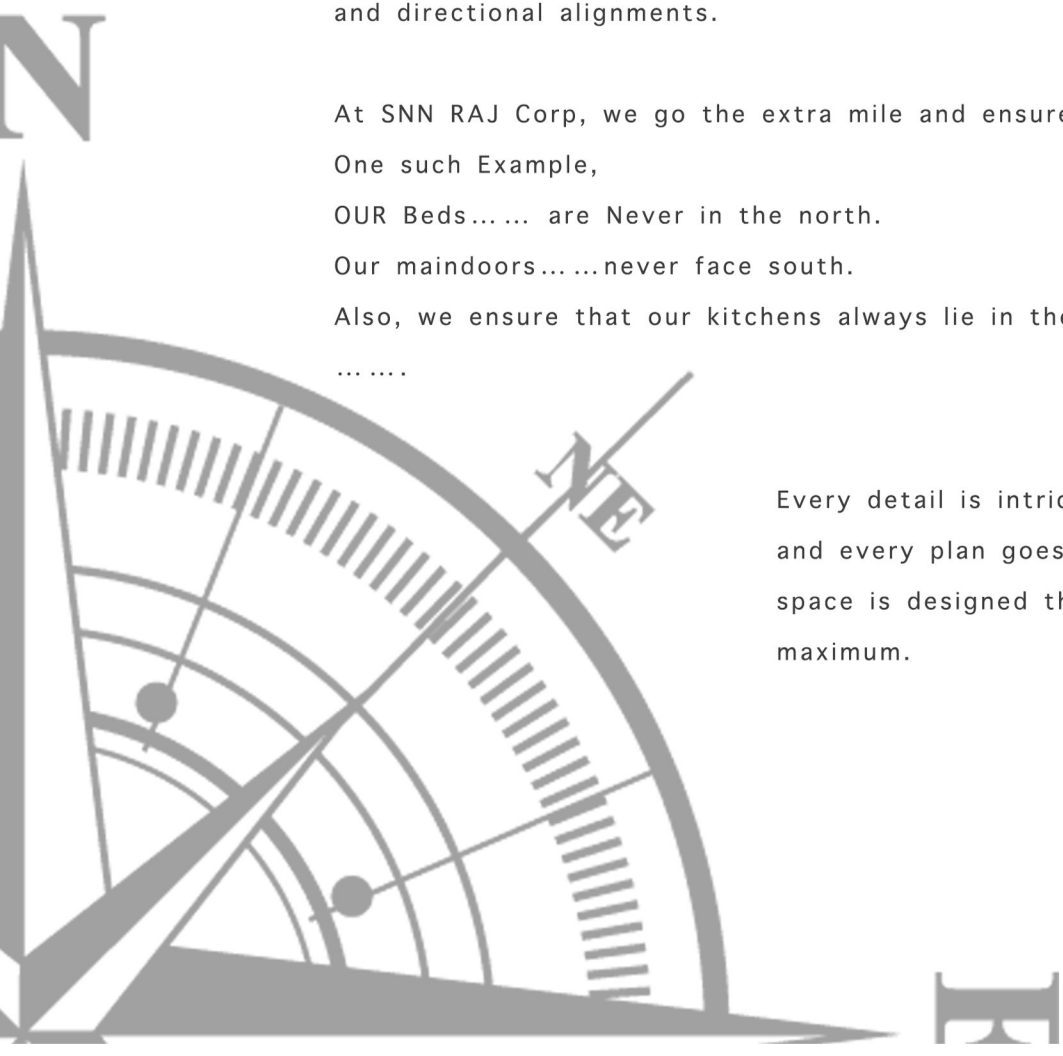 and directional alignments.
N
At SNN RAJ Corp, we go the extra mile and ensure
One such Example,
OUR Beds... ... are Never in the north.
Our maindoors... ...never face south.
Also, we ensure that our kitchens always lie in the
... ... .
NE
Every detail is
and every plan goes
space is designed
maximum.
E